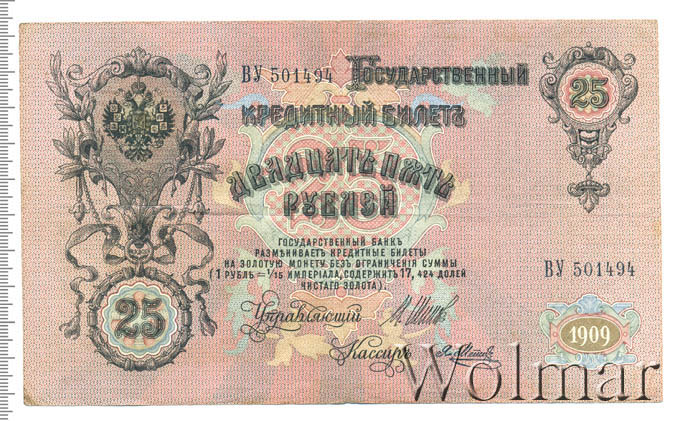 ВУ 501494 ГОСУДАРСТВЕННЫЙ
КРЕДИТНЫЙ БИЛЕТЪ
25
ДВАДЦАТЬ ПЯТЬ
РУБЛЕЙ
25
ГОСУДАРСТВЕННЫЙ БАНКЪ
РАЗМѢНИВАЕТЪ КРЕДИТНЫЕ БИЛЕТЫ
НА ЗОЛОТУЮ МОНЕТУ БЕЗЪ ОГРАНИЧЕНІЯ СУММЫ
(1 РУБЛЬ = 1/15 ИМПЕРІАЛА, СОДЕРЖИТЪ 17,424 ДОЛЕЙ
ЧИСТАГО ЗОЛОТА).
ВУ 501494
25
Управляющій
1909
Кассиръ
Wolmar